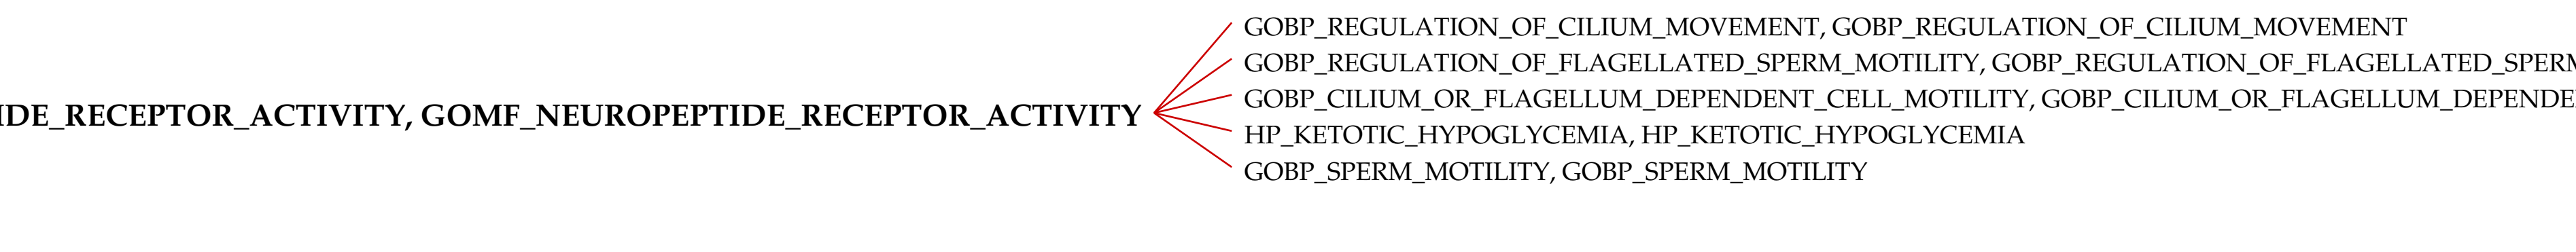 GOBP_REGULATION_OF_CILIUM_MOVEMENT, GOBP_REGULATION_OF_CILIUM_MOVEMENT
GOBP_REGULATION_OF_FLAGELLATED_SPERM_MOTILITY, GOBP_REGULATION_OF_FLAGELLATED_SPERM
GOBP_CILIUM_OR_FLAGELLUM_DEPENDENT_CELL_MOTILITY, GOBP_CILIUM_OR_FLAGELLUM_DEPENDE
IDE_RECEPTOR_ACTIVITY, GOMF_NEUROPEPTIDE_RECEPTOR_ACTIVITY
HP_KETOTIC_HYPOGLYCEMIA, HP_KETOTIC_HYPOGLYCEMIA
GOBP_SPERM_MOTILITY, GOBP_SPERM_MOTILITY